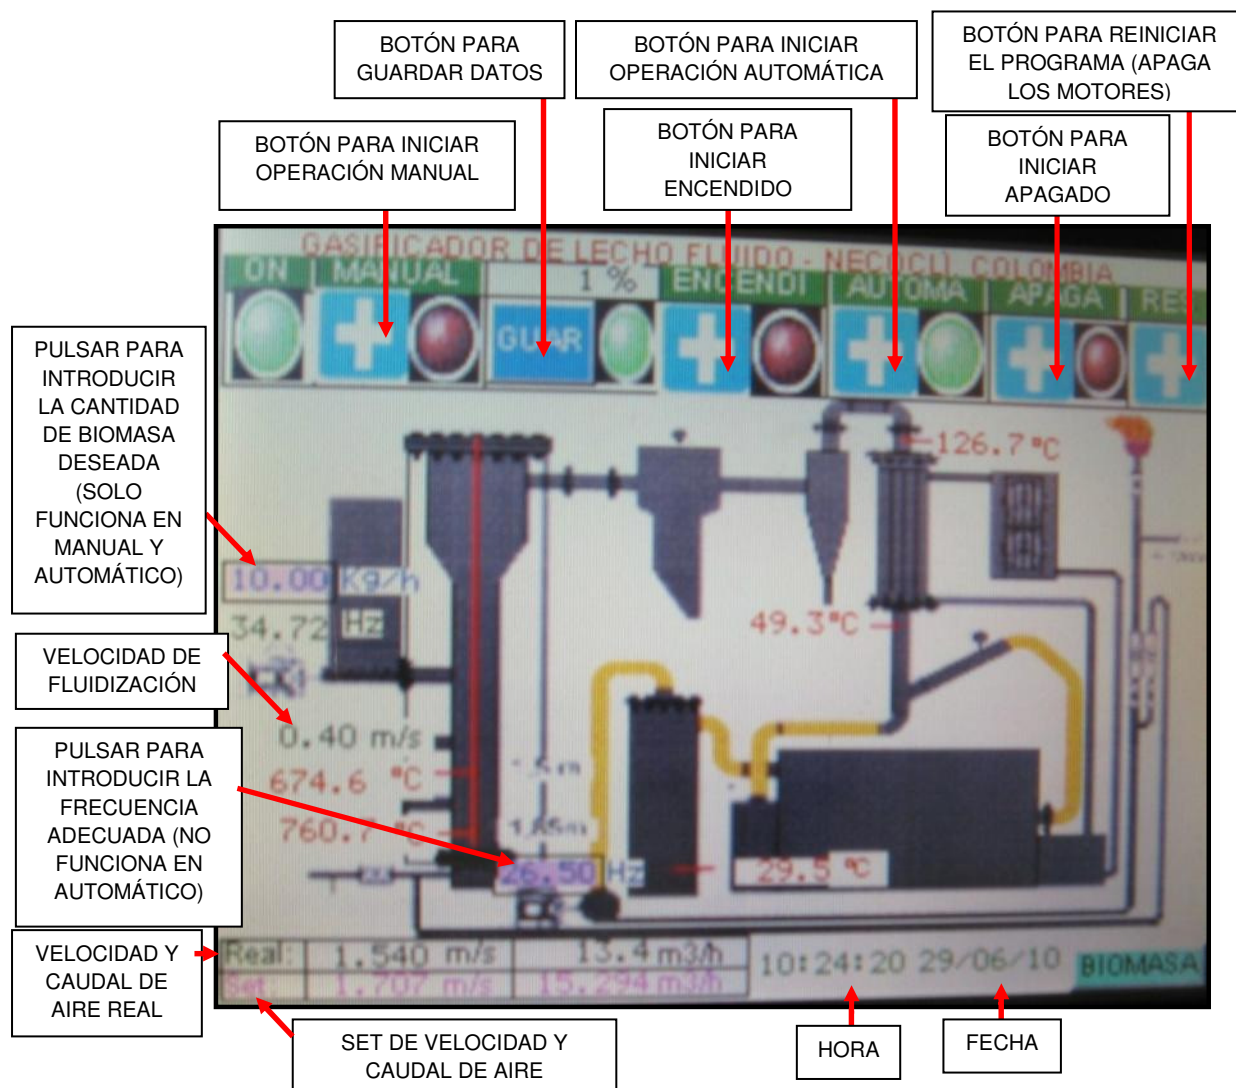 BOTÓN PARA
GUARDAR DATOS
BOTÓN PARA INICIAR
OPERACIÓN AUTOMÁTICA
BOTÓN PARA REINICIAR
EL PROGRAMA (APAGA
LOS MOTORES)
BOTÓN PARA INICIAR
OPERACIÓN MANUAL
BOTÓN PARA
INICIAR
ENCENDIDO
BOTÓN PARA
INICIAR
APAGADO
GASIFICADOR DE LECHO FLUIDO - NECOCLI, COLOMBIA
ON MANUAL 1 % ENCENDI AUTOMA APAGA RES
GUAR
PULSAR PARA
INTRODUCIR
LA CANTIDAD
DE BIOMASA
DESEADA
(SOLO
FUNCIONA EN
MANUAL Y
AUTOMÁTICO)
126.7 °C
10.00 Kg/h
34.72 Hz
49.3°C
VELOCIDAD DE
FLUIDIZACIÓN
0.40 m/s
674.6 °C
760.7 °C
PULSAR PARA
INTRODUCIR LA
FRECUENCIA
ADECUADA (NO
FUNCIONA EN
AUTOMÁTICO)
26.50 Hz
29.5 °C
VELOCIDAD Y
CAUDAL DE
AIRE REAL
Real: 1.540 m/s 13.4 m3/h
Set: 1.707 m/s 15.294 m3/h
10:24:20 29/06/10 BIOMASA
SET DE VELOCIDAD Y
CAUDAL DE AIRE
HORA
FECHA